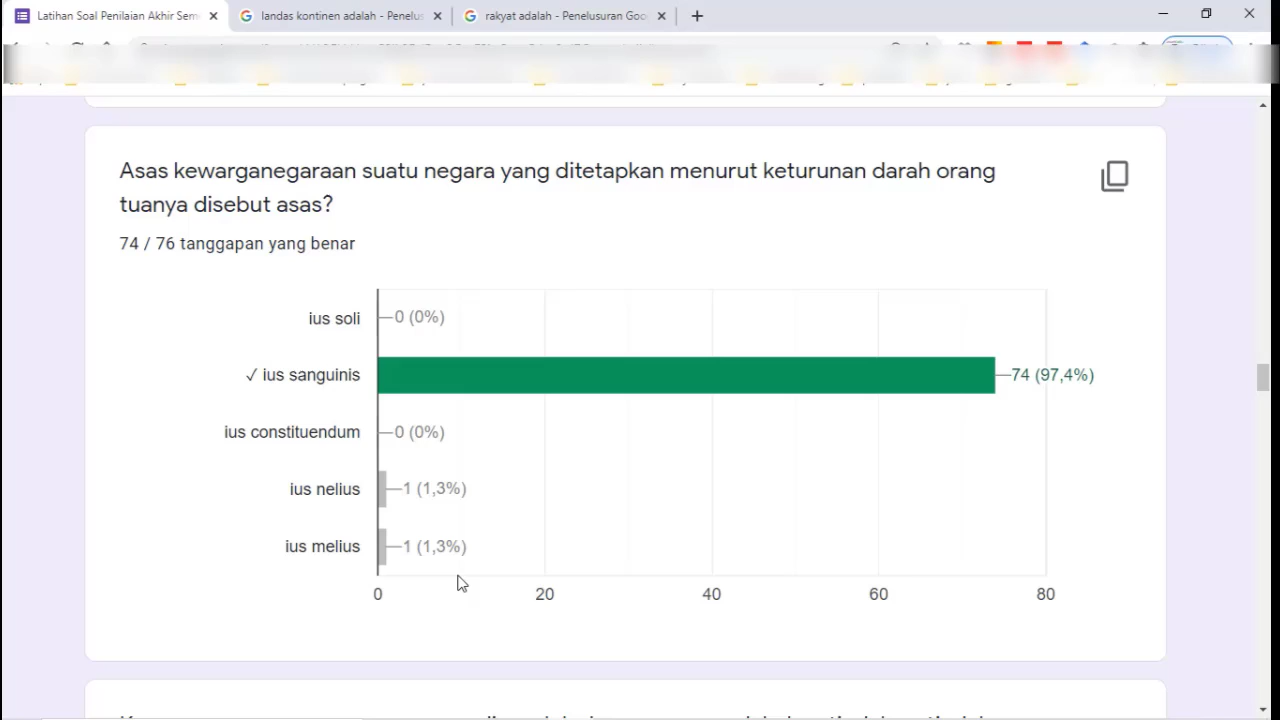 Latihan Soal Penilaian Akhir Sem
landas kontinen adalah - Penelus
rakyat adalah - Penelusuran Goo
Asas kewarganegaraan suatu negara yang ditetapkan menurut keturunan darah orang
tuanya disebut asas?
74 / 76 tanggapan yang benar
ius soli
0 (0%)
✓ ius sanguinis
74 (97,4%)
ius constituendum
0 (0%)
ius nelius
1 (1,3%)
ius melius
1 (1,3%)
0 20 40 60 80